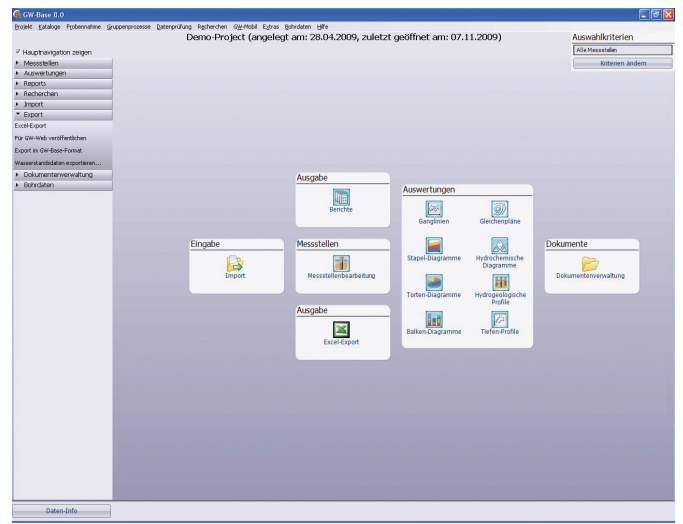 GW-Base 8.0
Projekt Kataloge Probennahme Gruppenprozesse Datenprüfung Recherchen GW-Mobil Extras Bohrdaten Hilfe
Demo-Project (angelegt am: 28.04.2009, zuletzt geöffnet am: 07.11.2009)
Auswahlkriterien
Alle Messstellen
Kriterien ändern
Hauptnavigation zeigen
Messstellen
Auswertungen
Reports
Recherchen
Import
Export
Excel-Export
Für GW-Web veröffentlichen
Export im GW-Base-Format
Wasserstandsdaten exportieren...
Dokumentenverwaltung
Bohrdaten
Ausgabe
Berichte
Eingabe
Import
Messstellen
Messstellenbearbeitung
Ausgabe
Excel-Export
Auswertungen
Ganglinien
Gleichenpläne
Stapel-Diagramme
Hydrochemische
Diagramme
Torten-Diagramme
Hydrogeologische
Profile
Balken-Diagramme
Tiefen-Profile
Dokumente
Dokumentenverwaltung
Daten-Info